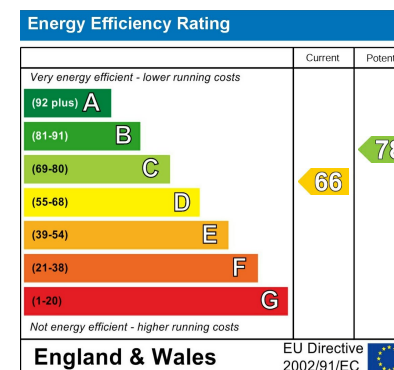 Energy Efficiency Rating
Current
Very energy efficient - lower running costs
(92 plus) A
(81-91) B
(69-80) C
78
(55-68) D
66
(39-54) E
(21-38) F
(1-20) G
Not energy efficient - higher running costs
England & Wales
EU Directive
2002/91/EC